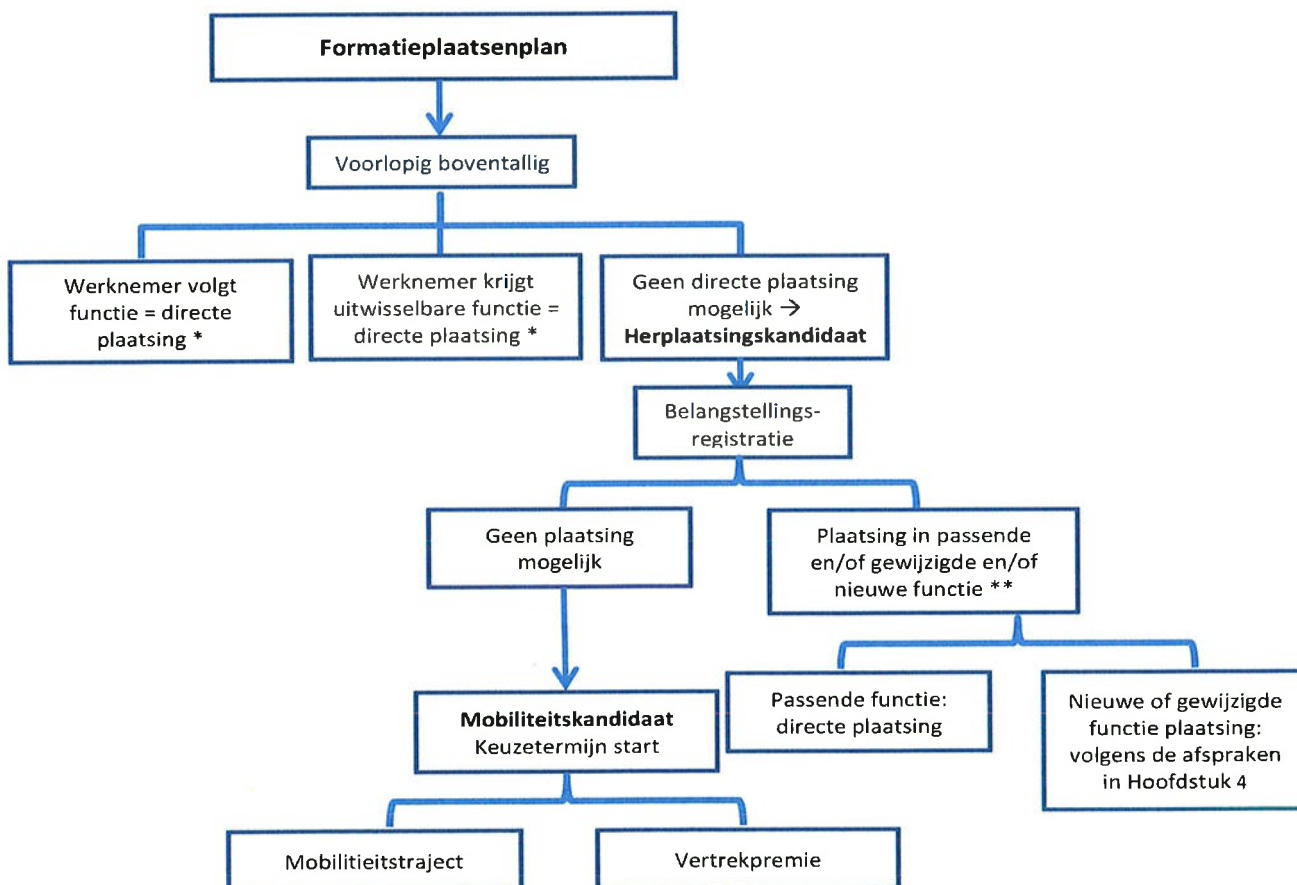 Formatieplaatsenplan
Voorlopig boventallig
Werknemer volgt
functie = directe
plaatsing *
Werknemer krijgt
uitwisselbare functie =
directe plaatsing *
Geen directe plaatsing
mogelijk →
Herplaatsingskandidaat
Belangstellings-
registratie
Geen plaatsing
mogelijk
Plaatsing in passende
en/of gewijzigde en/of
nieuwe functie **
Mobiliteitskandidaat
Keuzetermijn start
Passende functie:
directe plaatsing
Nieuwe of gewijzigde
functie plaatsing:
volgens de afspraken
in Hoofdstuk 4
Mobilitieitstraject
Vertrekpremie